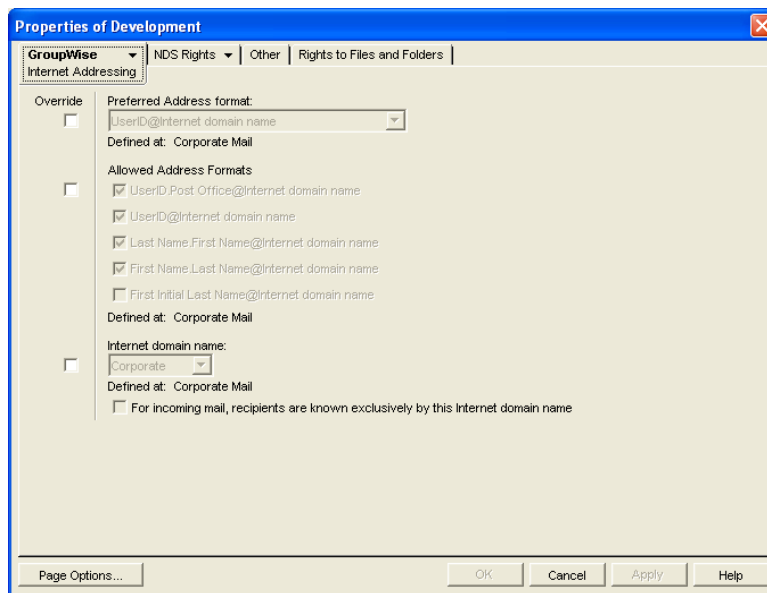 Properties of Development
GroupWise NDS Rights Other Rights to Files and Folders
Internet Addressing
Override Preferred Address format:
UserID@Internet domain name
Defined at: Corporate Mail
Allowed Address Formats
UserID.Post Office@Internet domain name
UserID@Internet domain name
Last Name.First Name@Internet domain name
First Name.Last Name@Internet domain name
First Initial Last Name@Internet domain name
Defined at: Corporate Mail
Internet domain name:
Corporate
Defined at: Corporate Mail
For incoming mail, recipients are known exclusively by this Internet domain name
Page Options... OK Cancel Apply Help